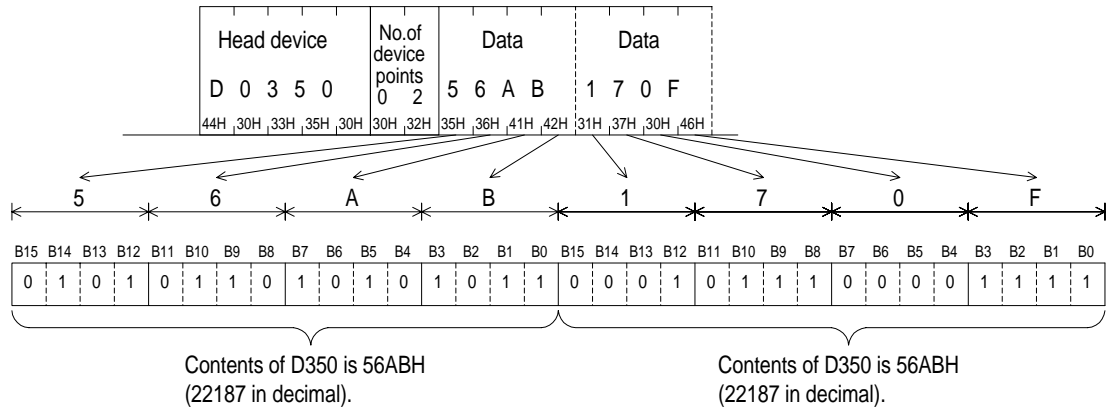 Head device
No.of
device
points
Data
Data
D 0 3 5 0
0 2
5 6 A B
1 7 0 F
44H 30H 33H 35H 30H 30H 32H 35H 36H 41H 42H 31H 37H 30H 46H
5 6 A B 1 7 0 F
B15 B14 B13 B12 B11 B10 B9 B8 B7 B6 B5 B4 B3 B2 B1 B0 B15 B14 B13 B12 B11 B10 B9 B8 B7 B6 B5 B4 B3 B2 B1 B0
0 1 0 1 0 1 1 0 1 0 1 0 1 0 1 1 0 0 0 1 0 1 1 1 0 0 0 0 1 1 1 1
Contents of D350 is 56ABH
(22187 in decimal).
Contents of D350 is 56ABH
(22187 in decimal).